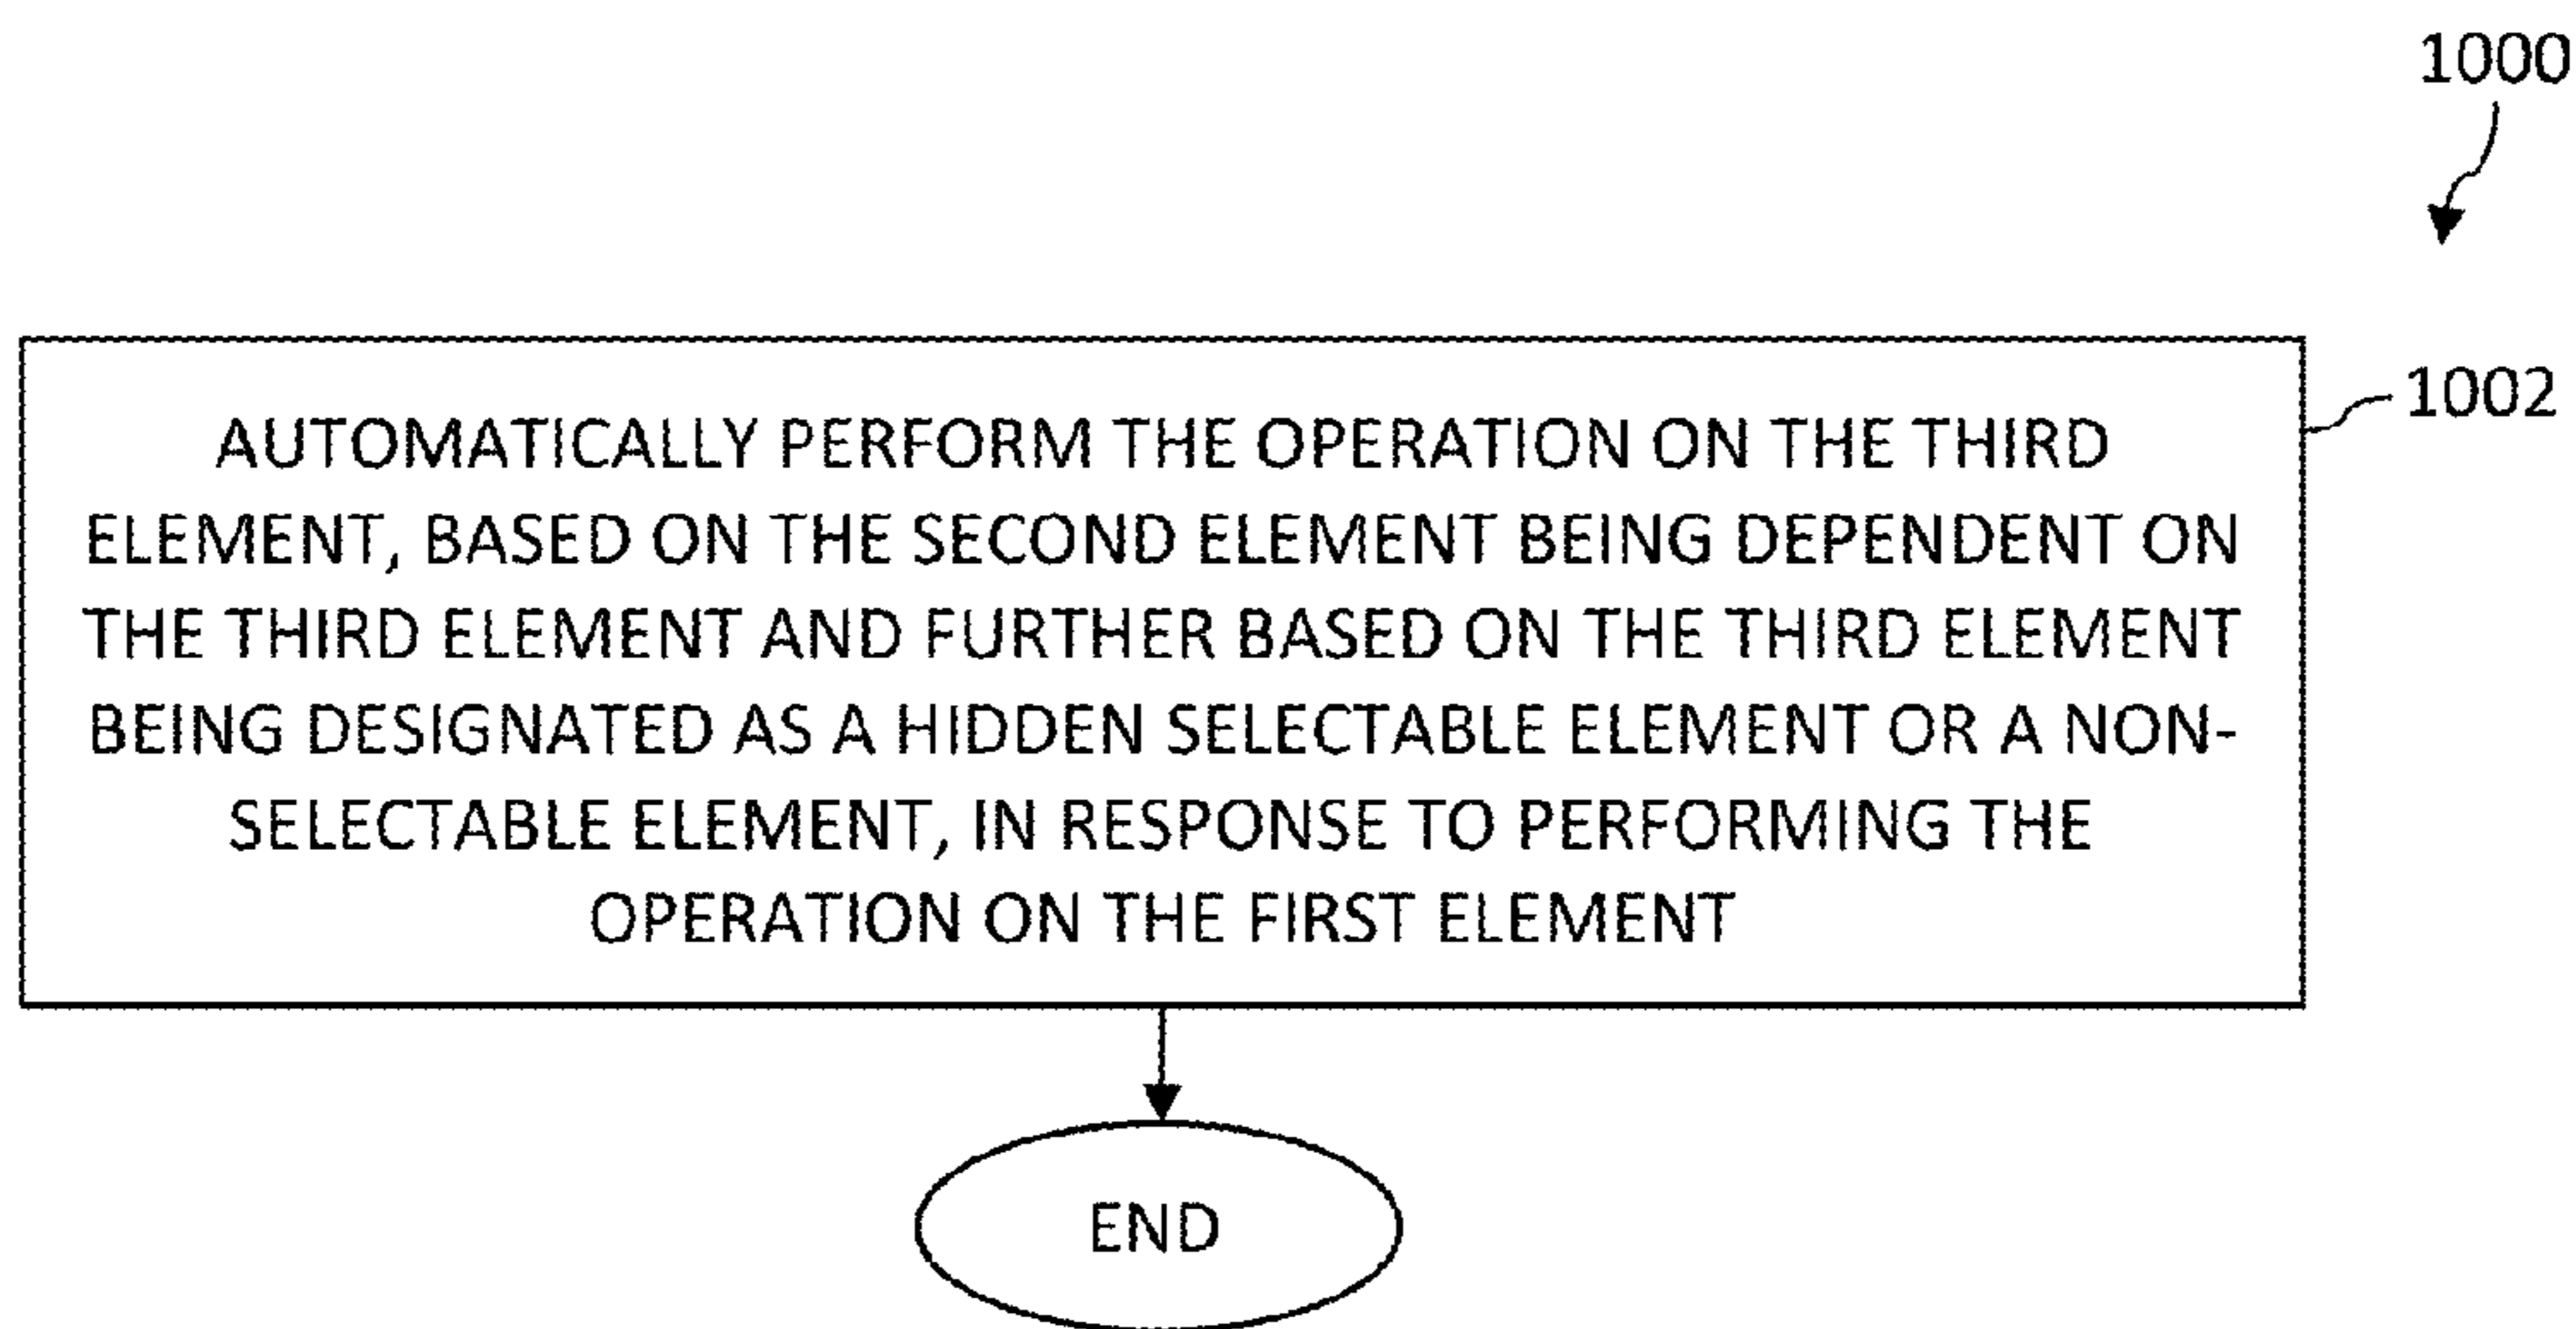 1000
1002
AUTOMATICALLY PERFORM THE OPERATION ON THE THIRD
ELEMENT, BASED ON THE SECOND ELEMENT BEING DEPENDENT ON
THE THIRD ELEMENT AND FURTHER BASED ON THE THIRD ELEMENT
BEING DESIGNATED AS A HIDDEN SELECTABLE ELEMENT OR A NON-
SELECTABLE ELEMENT, IN RESPONSE TO PERFORMING THE
OPERATION ON THE FIRST ELEMENT
END